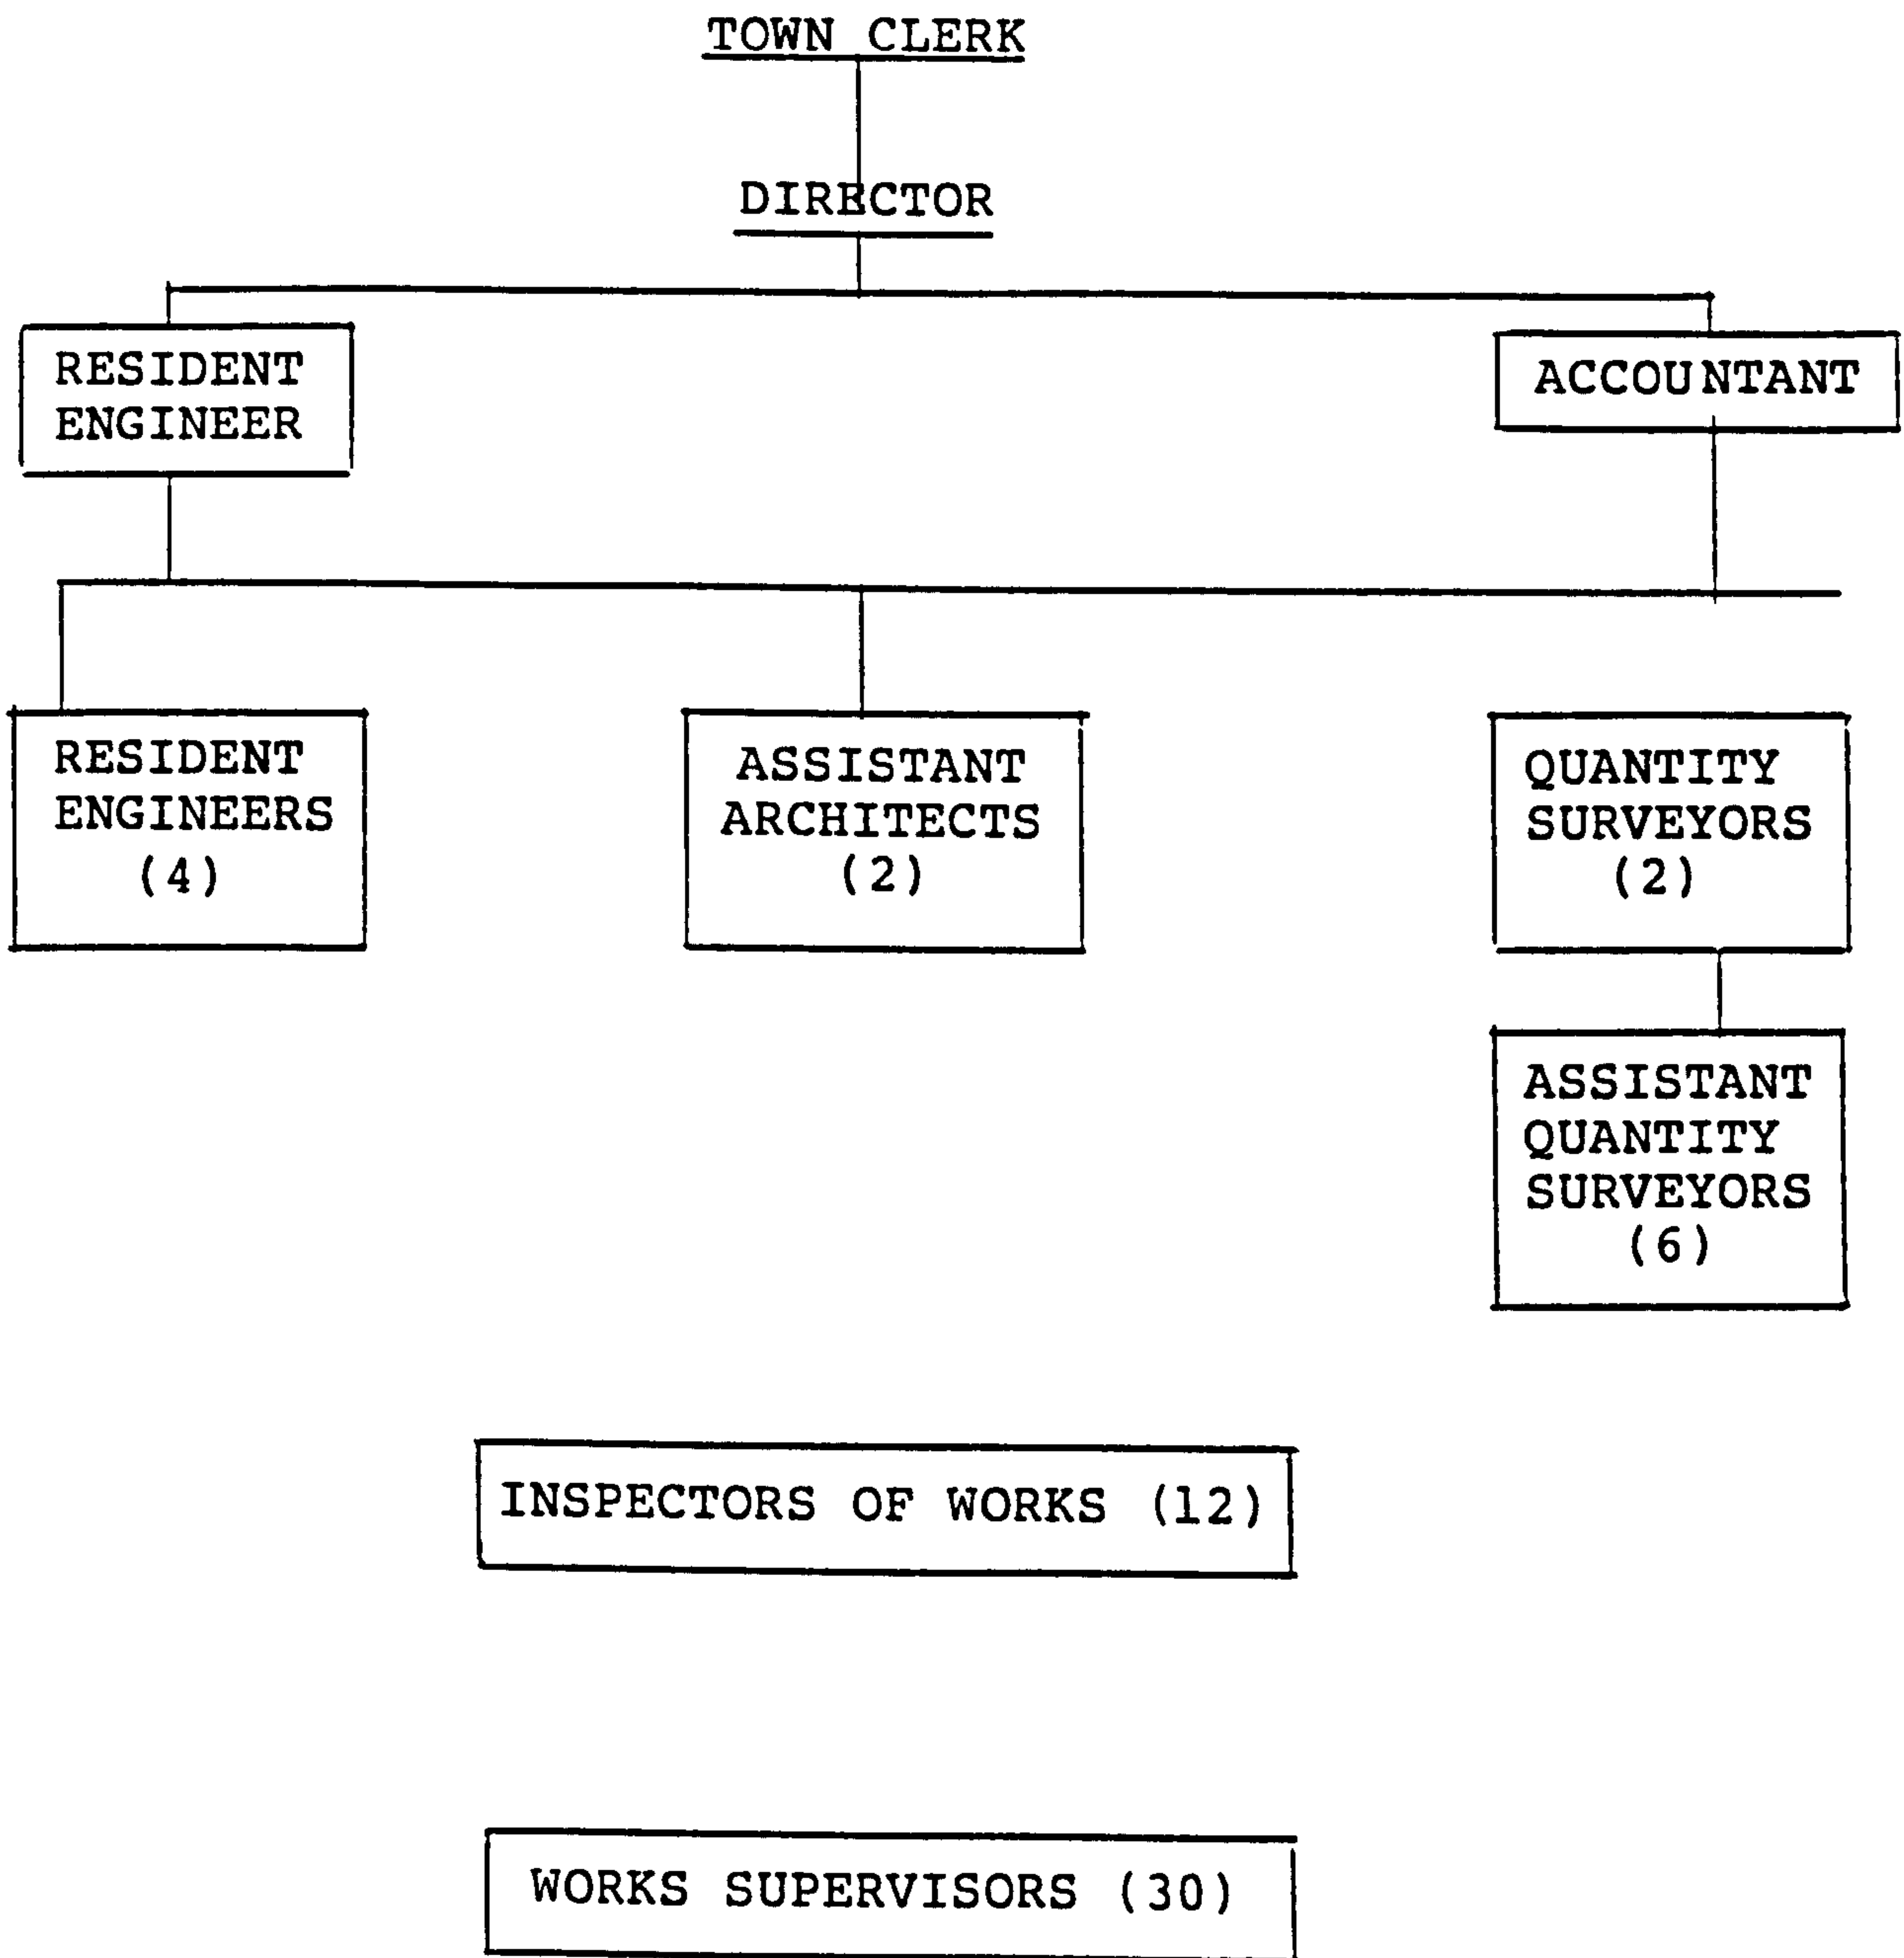 TOWN CLERK
DIRECTOR
RESIDENT
ENGINEER
ACCOUNTANT
RESIDENT
ENGINEERS
(4)
ASSISTANT
ARCHITECTS
(2)
QUANTITY
SURVEYORS
(2)
ASSISTANT
QUANTITY
SURVEYORS
(6)
INSPECTORS OF WORKS (12)
WORKS SUPERVISORS (30)